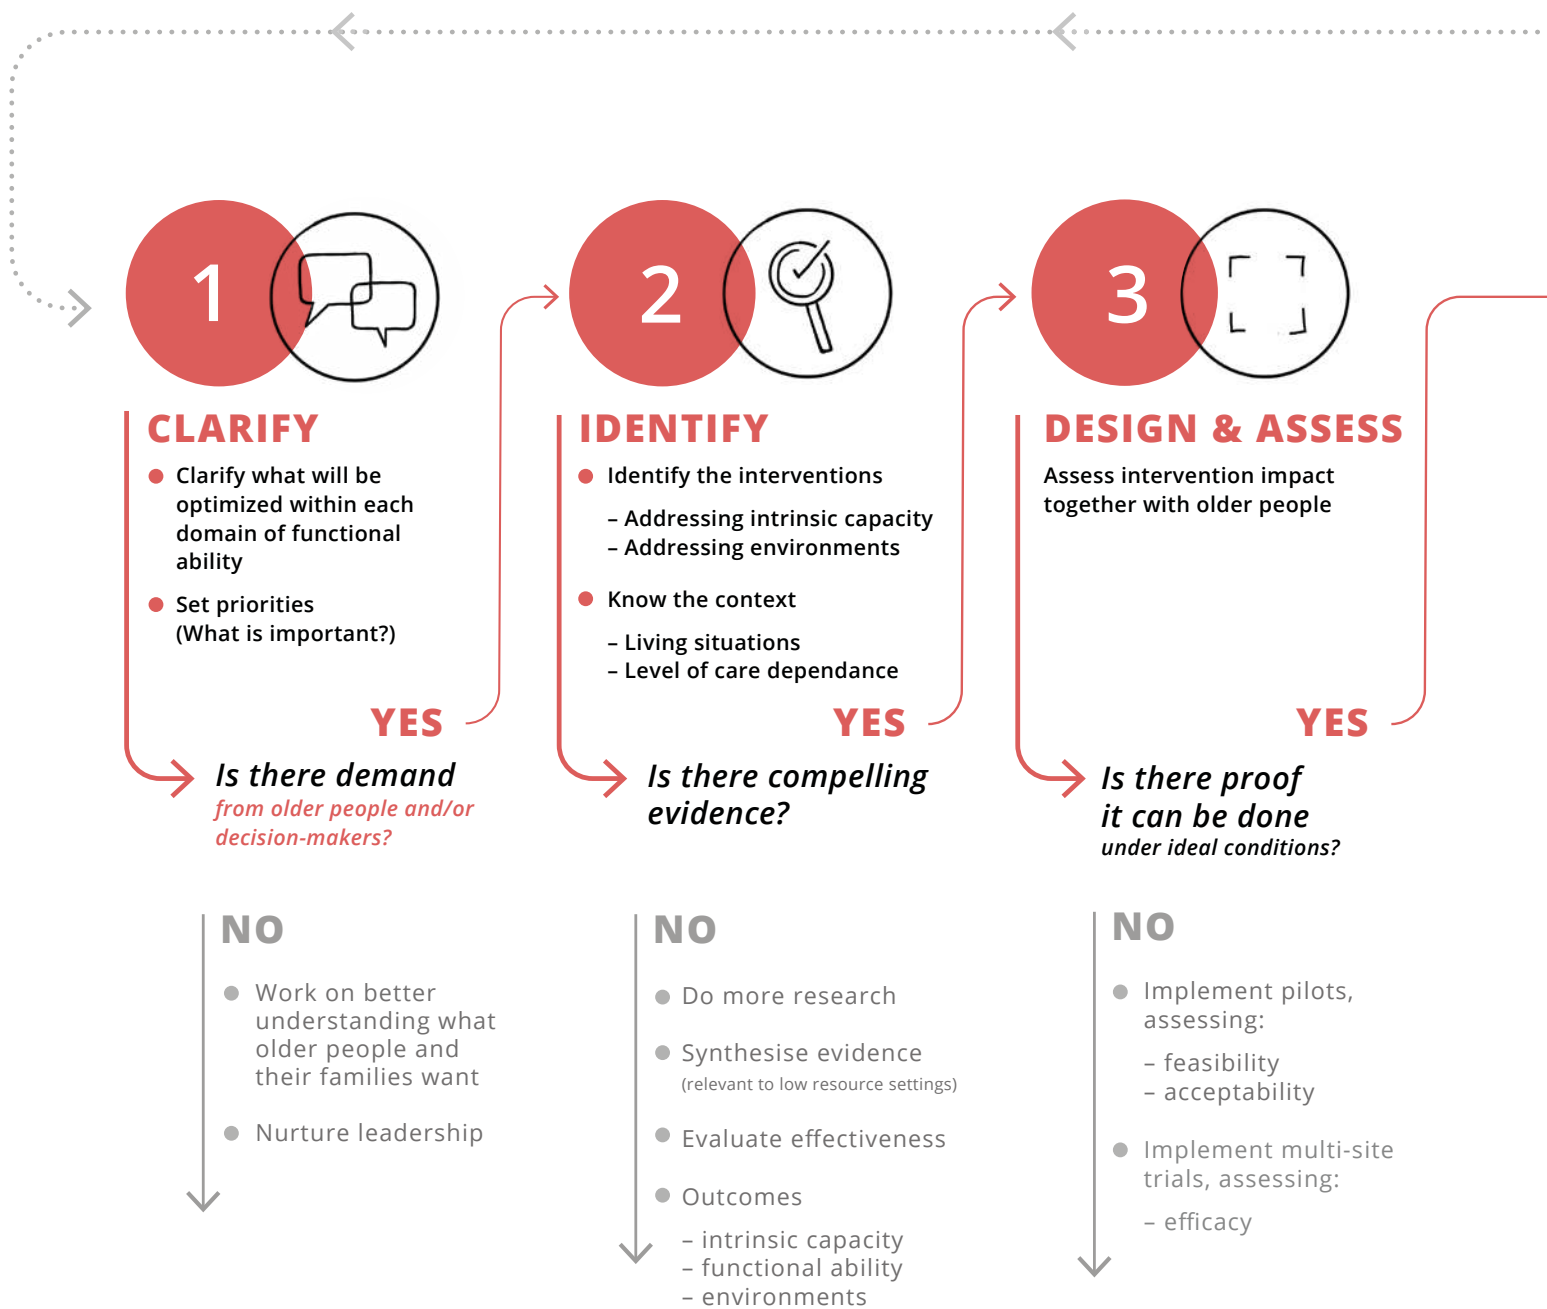 1
CLARIFY
● Clarify what will be
optimized within each
domain of functional
ability
● Set priorities
(What is important?)
YES
Is there demand
from older people and/or
decision-makers?
NO
● Work on better
understanding what
older people and
their families want
● Nurture leadership
2
IDENTIFY
● Identify the interventions
– Addressing intrinsic capacity
– Addressing environments
● Know the context
– Living situations
– Level of care dependance
YES
Is there compelling
evidence?
NO
● Do more research
● Synthesise evidence
(relevant to low resource settings)
● Evaluate effectiveness
● Outcomes
– intrinsic capacity
– functional ability
– environments
3
DESIGN & ASSESS
Assess intervention impact
together with older people
YES
Is there proof
it can be done
under ideal conditions?
NO
● Implement pilots,
assessing:
– feasibility
– acceptability
● Implement multi-site
trials, assessing:
– efficacy